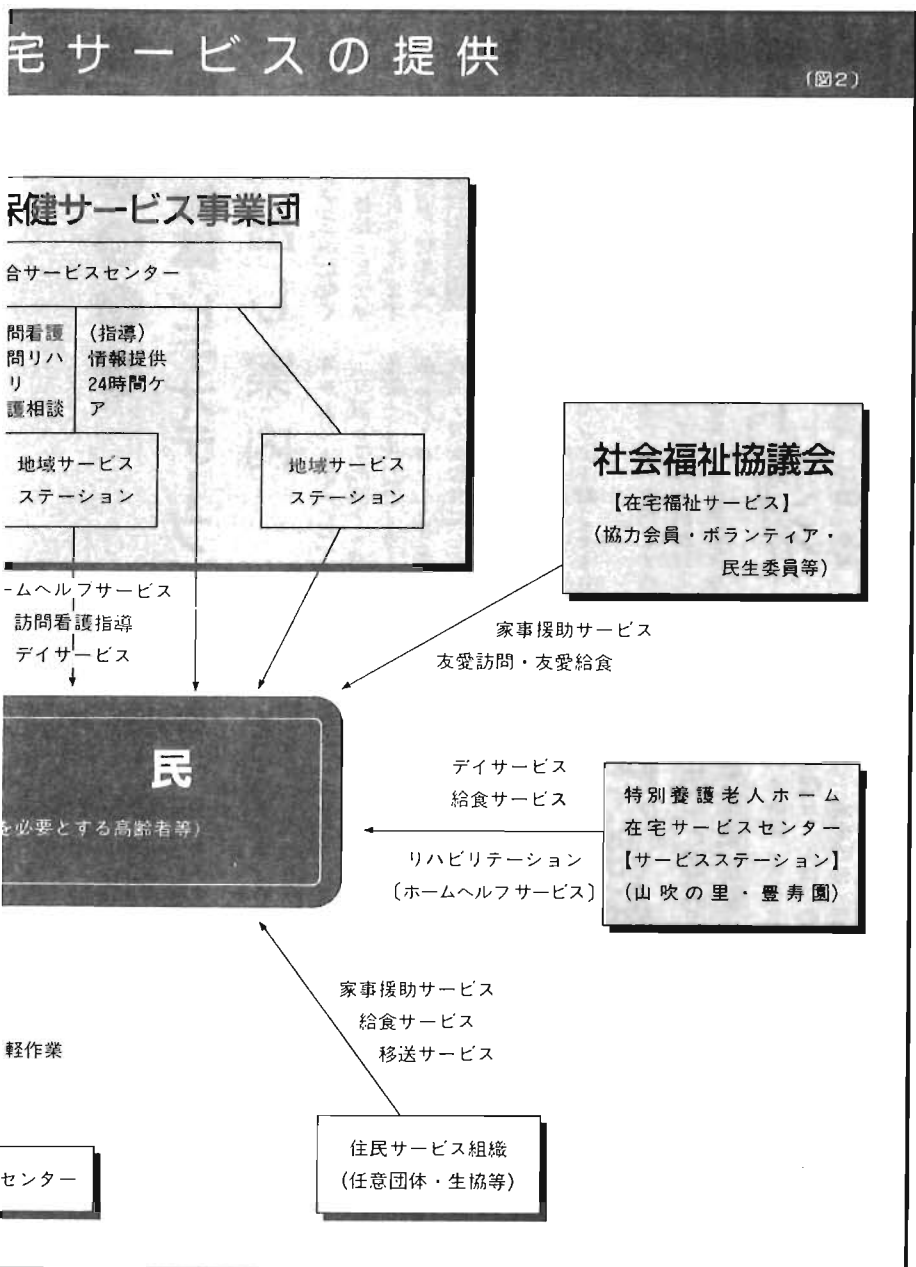 宅サービスの提供
(図2)
保健サービス事業団
合サービスセンター
問看護
問リハ
リ
護相談
(指導)
情報提供
24時間ケ
ア
地域サービス
ステーション
地域サービス
ステーション
社会福祉協議会
【在宅福祉サービス】
(協力会員・ボランティア・
民生委員等)
ームヘルプサービス
訪問看護指導
デイサービス
家事援助サービス
友愛訪問・友愛給食
民
を必要とする高齢者等)
デイサービス
給食サービス
リハビリテーション
〔ホームヘルプサービス〕
特別養護老人ホーム
在宅サービスセンター
【サービスステーション】
(山吹の里・豊寿園)
家事援助サービス
給食サービス
移送サービス
軽作業
センター
住民サービス組織
(任意団体・生協等)